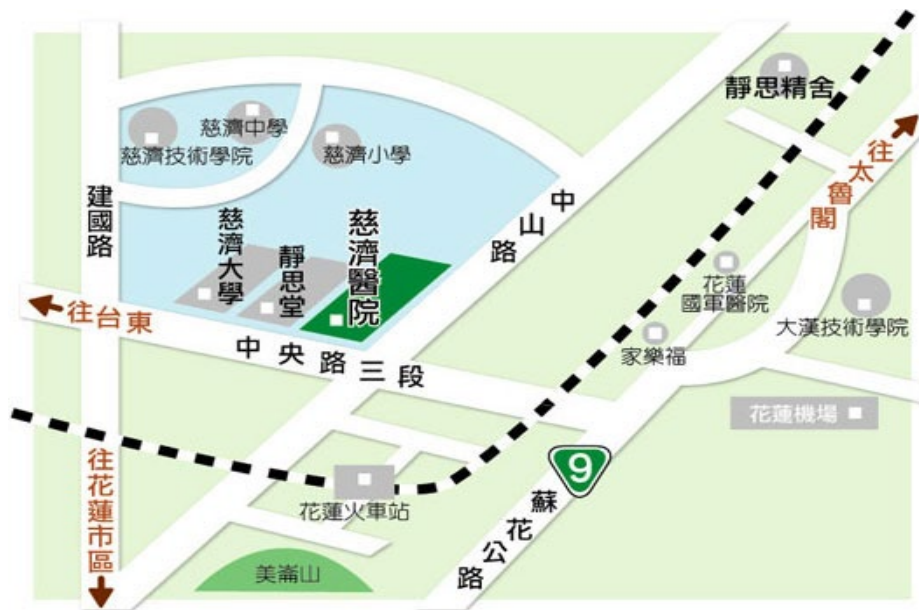 靜思精舍
往太魯閣
慈濟中學
慈濟技術學院
慈濟小學
建國路
中山路
慈濟大學
靜思堂
慈濟醫院
花蓮
國軍醫院
大漢技術學院
往台東
家樂福
中央路三段
花蓮機場
9
往花蓮市區
花蓮火車站
蘇花公路
美崙山